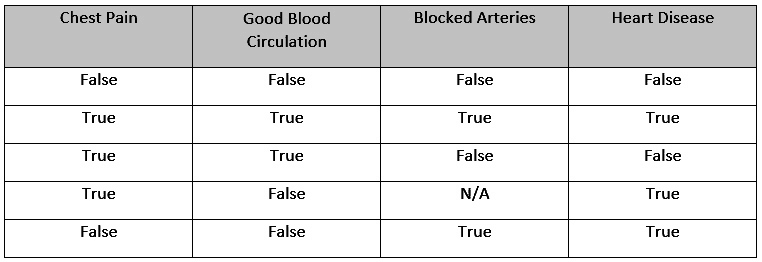 Chest Pain Good Blood Circulation Blocked Arteries Heart Disease
False False False False
True True True True
True True False False
True False N/A True
False False True True